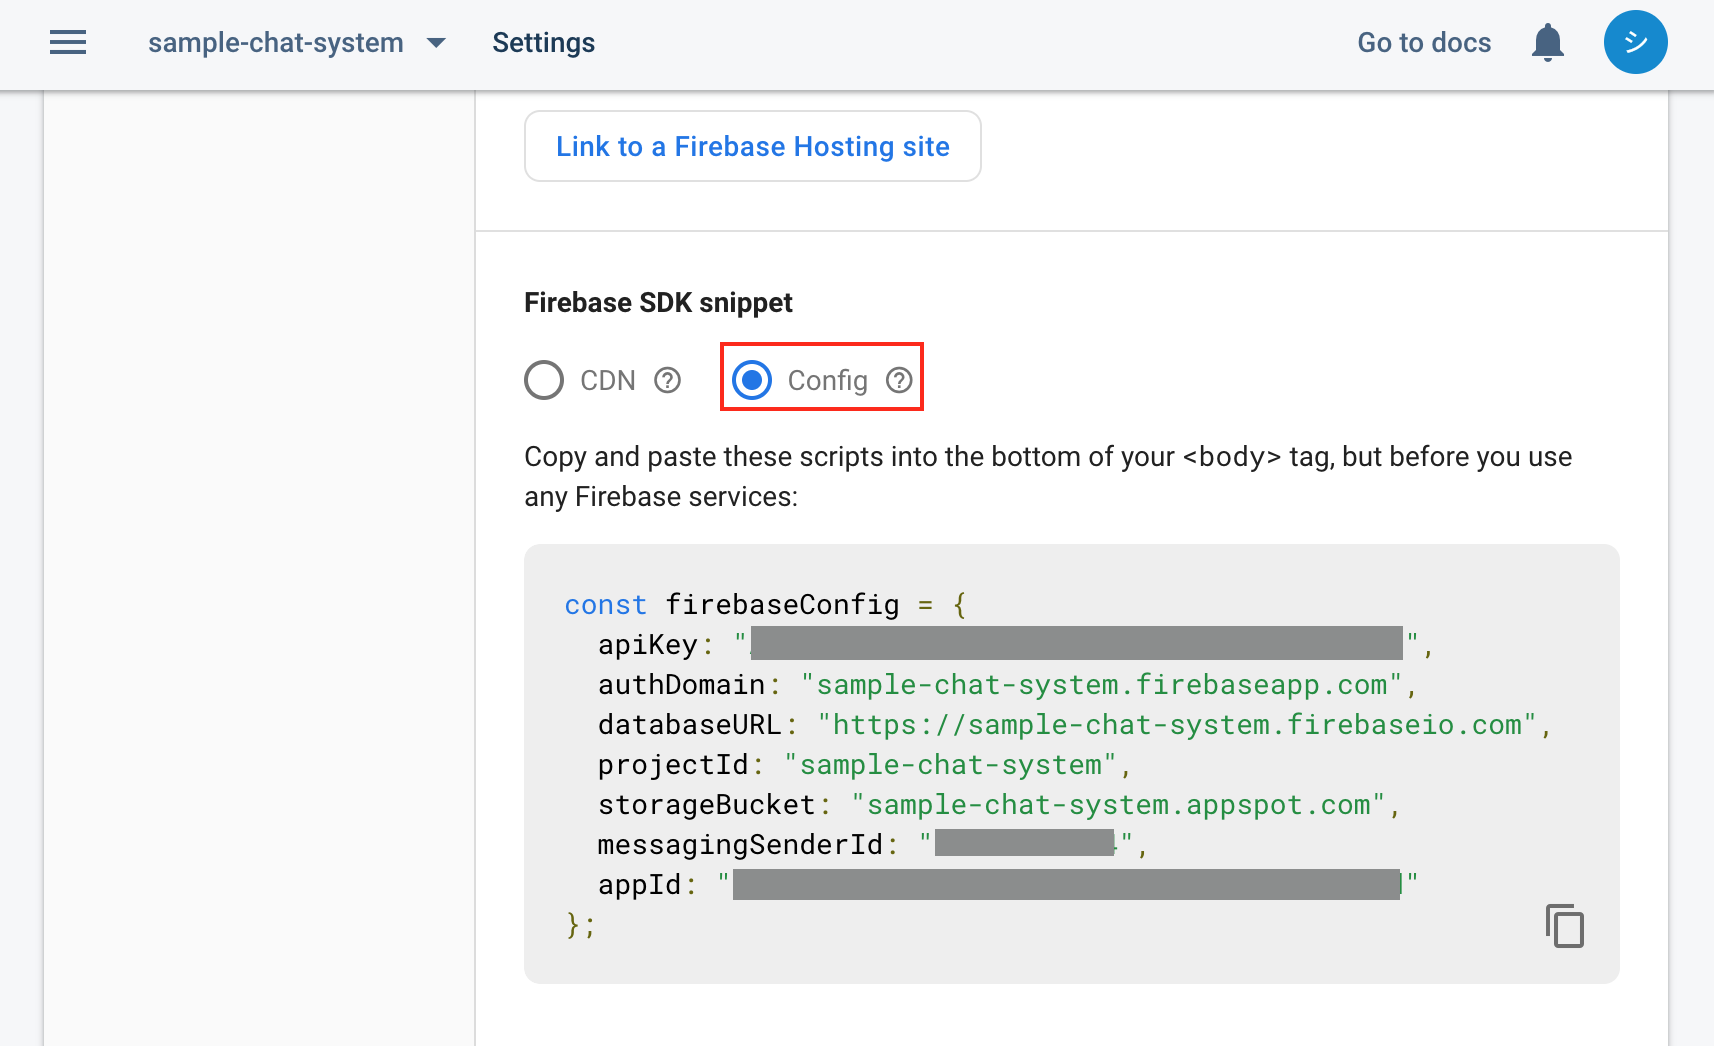 sample-chat-system Settings Go to docs シ
Link to a Firebase Hosting site
Firebase SDK snippet
CDN ? Config ?
Copy and paste these scripts into the bottom of your <body> tag, but before you use
any Firebase services:
const firebaseConfig = {
apiKey: "",
authDomain: "sample-chat-system.firebaseapp.com",
databaseURL: "https://sample-chat-system.firebaseio.com",
projectId: "sample-chat-system",
storageBucket: "sample-chat-system.appspot.com",
messagingSenderId: "",
appId: ""
};